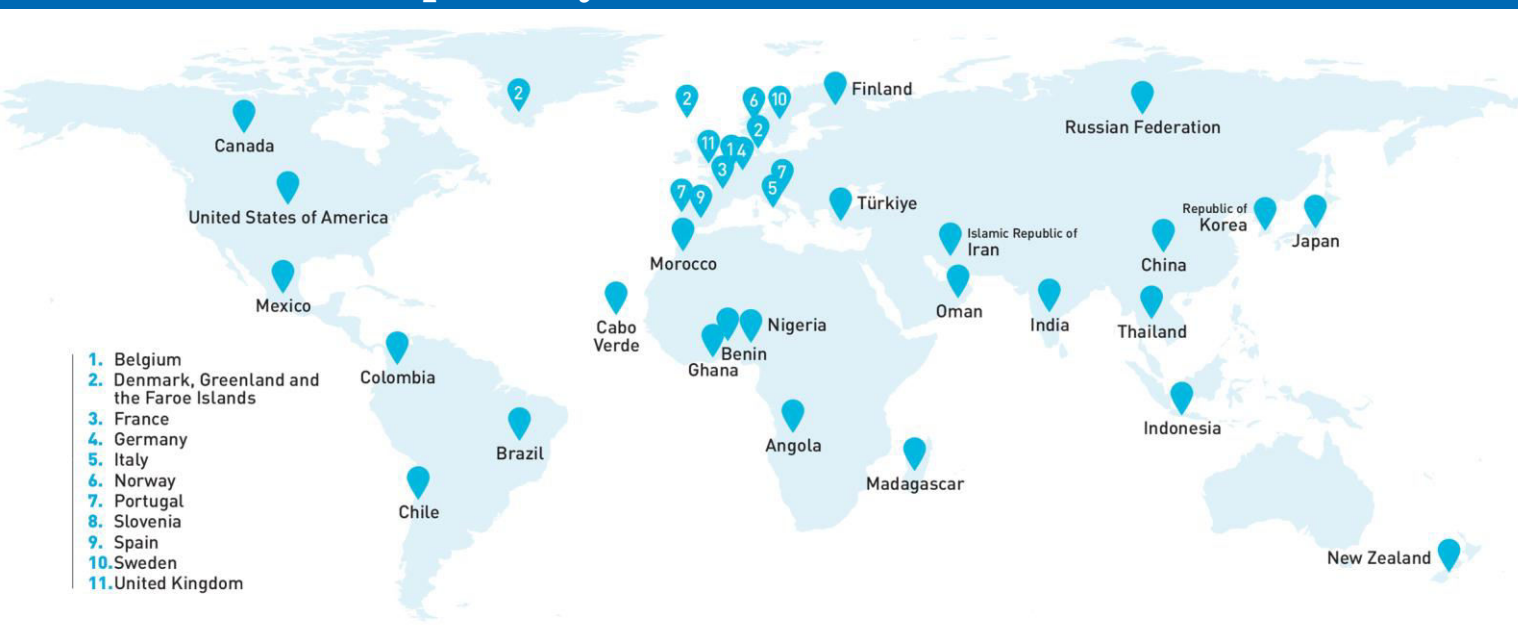 2
2
6
10
Finland
Canada
Russian Federation
2
11
1
4
3
7
7
9
5
United States of America
Türkiye
Republic of
Korea
Japan
Islamic Republic of
Iran
China
Morocco
Mexico
Oman
India
Thailand
Cabo
Verde
Nigeria
Benin
Ghana
Colombia
1. Belgium
2. Denmark, Greenland and
the Faroe Islands
3. France
4. Germany
5. Italy
6. Norway
7. Portugal
8. Slovenia
9. Spain
10. Sweden
11. United Kingdom
Brazil
Chile
Angola
Madagascar
Indonesia
New Zealand